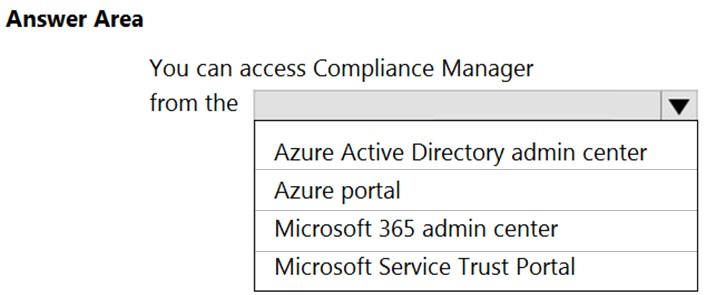 Answer Area
You can access Compliance Manager
from the
Azure Active Directory admin center
Azure portal
Microsoft 365 admin center
Microsoft Service Trust Portal